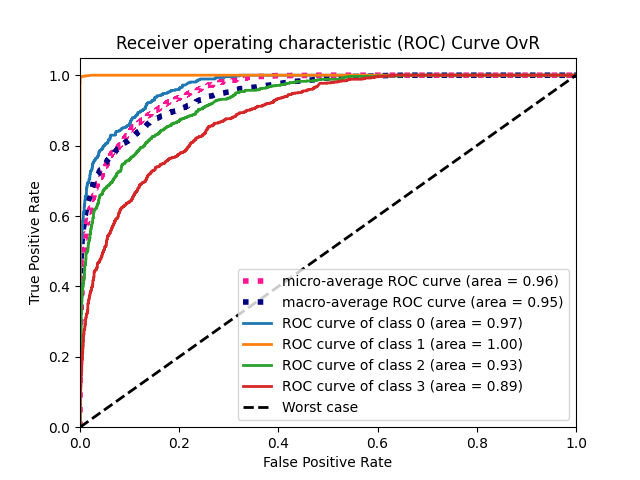 Receiver operating characteristic (ROC) Curve OvR
1.0
0.8
0.6
0.4
0.2
0.0
True Positive Rate
micro-average ROC curve (area = 0.96)
macro-average ROC curve (area = 0.95)
ROC curve of class 0 (area = 0.97)
ROC curve of class 1 (area = 1.00)
ROC curve of class 2 (area = 0.93)
ROC curve of class 3 (area = 0.89)
Worst case
0.0 0.2 0.4 0.6 0.8 1.0
False Positive Rate